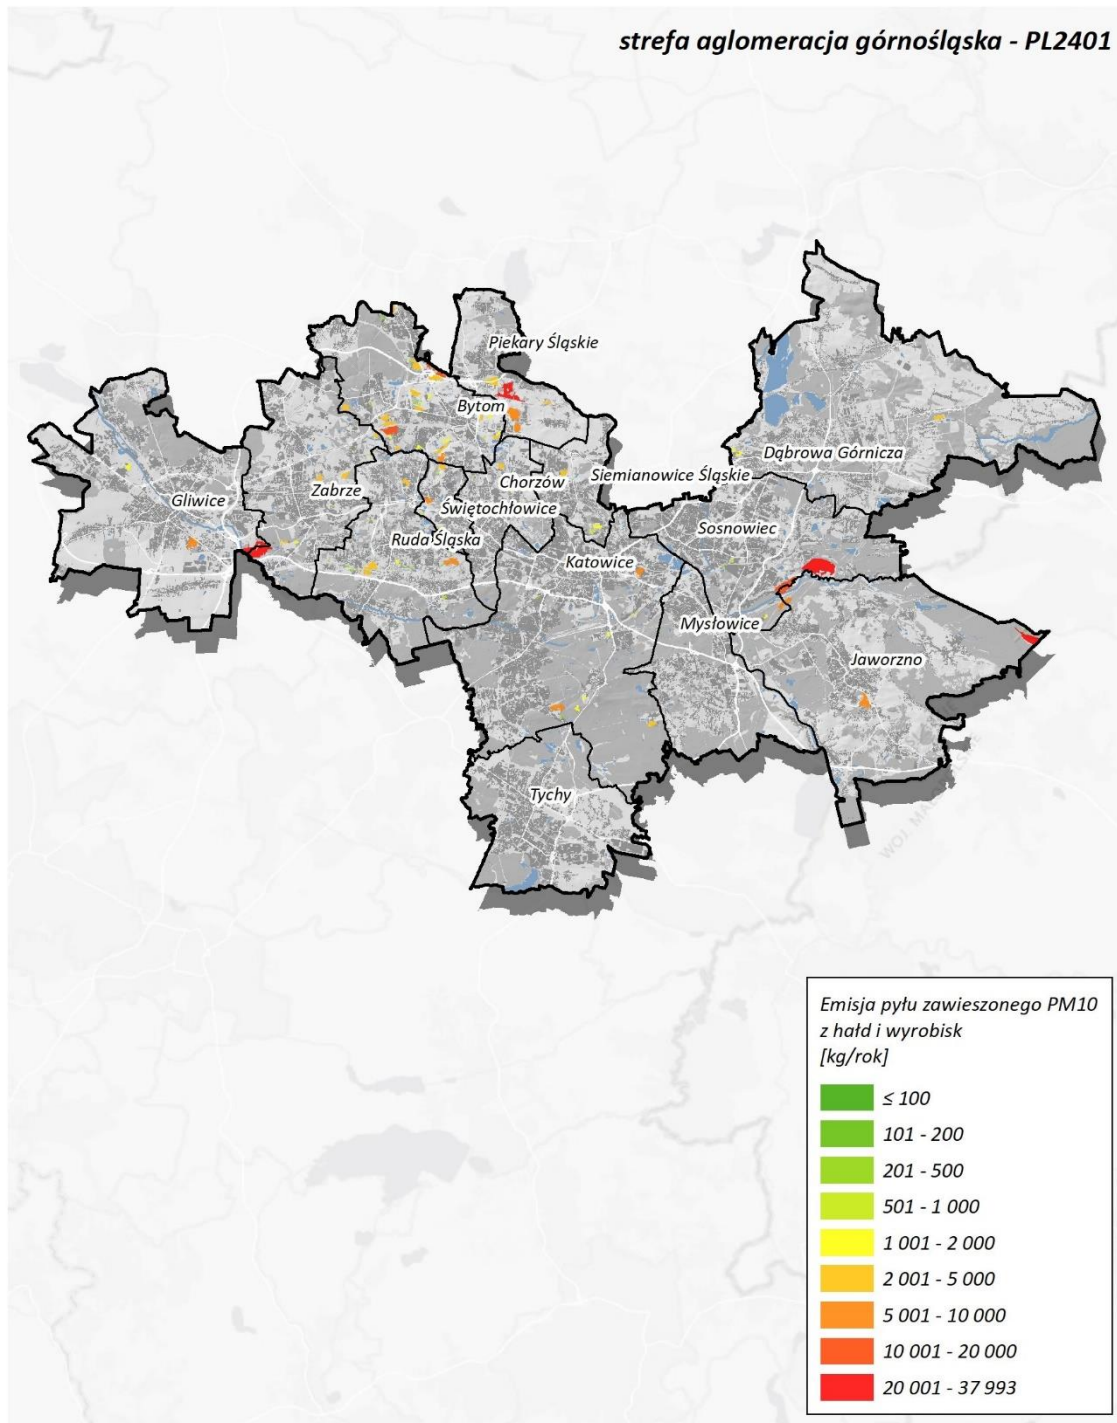 strefa aglomeracja górnośląska - PL2401
Piekary Śląskie
Bytom
Dąbrowa Górnicza
Siemianowice Śląskie
Chorzów
Zabrze
Gliwice
Świętochłowice
Sosnowiec
Ruda Śląska
Katowice
Mysłowice
Jaworzno
Tychy
Emisja pyłu zawieszonego PM10
z hałd i wyrobisk
[kg/rok]
≤ 100
101 - 200
201 - 500
501 - 1 000
1 001 - 2 000
2 001 - 5 000
5 001 - 10 000
10 001 - 20 000
20 001 - 37 993